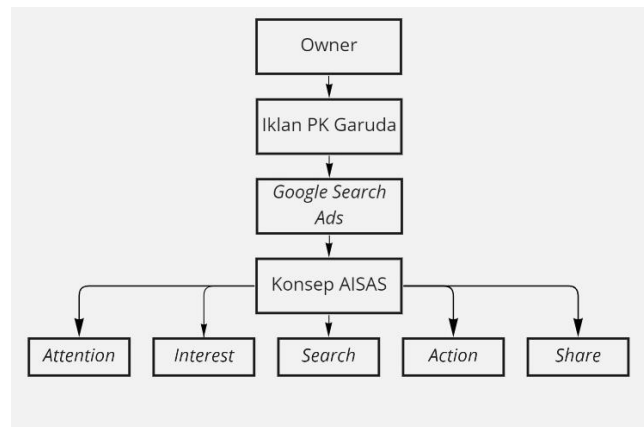 Owner
Iklan PK Garuda
Google Search
Ads
Konsep AISAS
Attention
Interest
Search
Action
Share